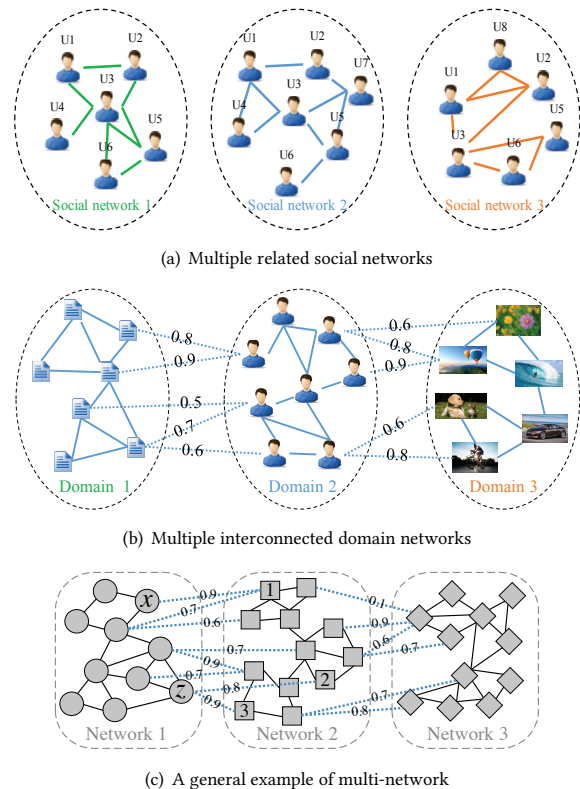 U1 U2 U3 U4 U5 U6
Social network 1
U1 U2 U7 U3 U4 U5 U6
Social network 2
U8 U2 U1 U5 U3 U6
Social network 3
(a) Multiple related social networks
0.8 0.9 0.5 0.7 0.6
0.6 0.8 0.9 0.6 0.8
Domain 1
Domain 2
Domain 3
(b) Multiple interconnected domain networks
x
z
0.9 0.7 0.6 0.7 0.9 0.7 0.8 0.9
1
2
3
0.1 0.9 0.6 0.7 0.7 0.8
Network 1
Network 2
Network 3
(c) A general example of multi-network